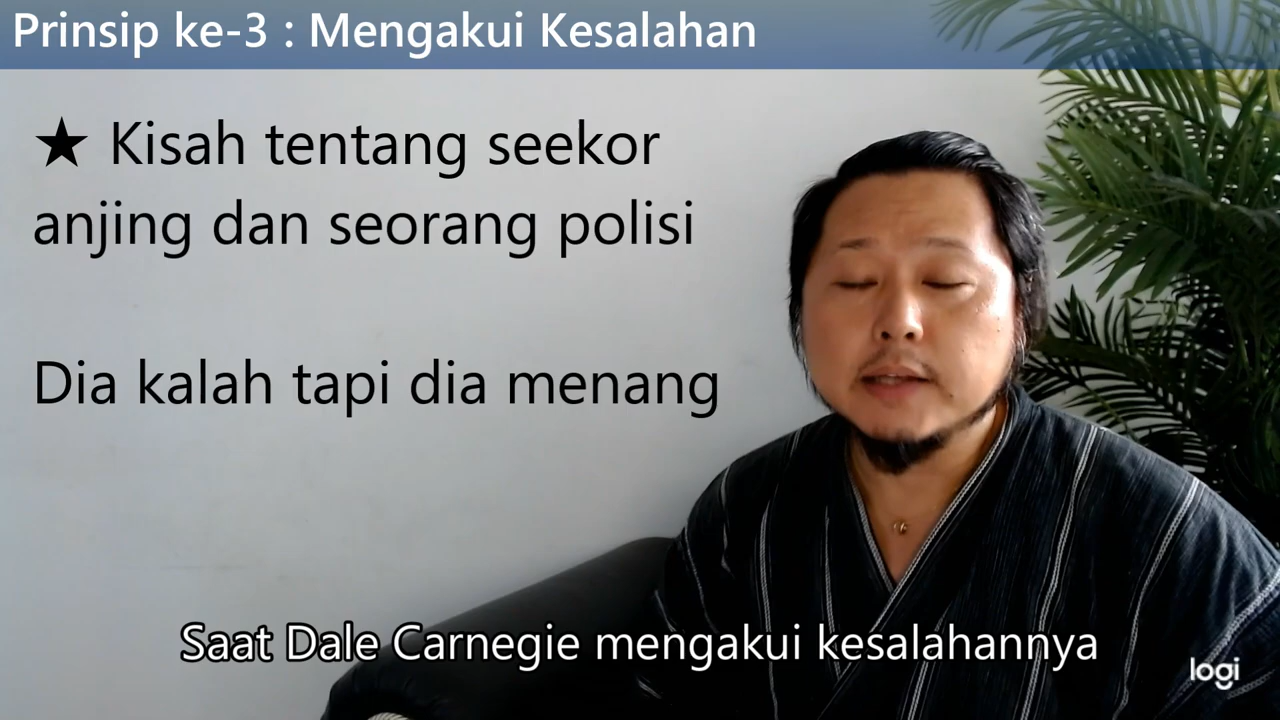 Prinsip ke-3 : Mengakui Kesalahan
★ Kisah tentang seekor
anjing dan seorang polisi
Dia kalah tapi dia menang
Saat Dale Carnegie mengakui kesalahannya
logi